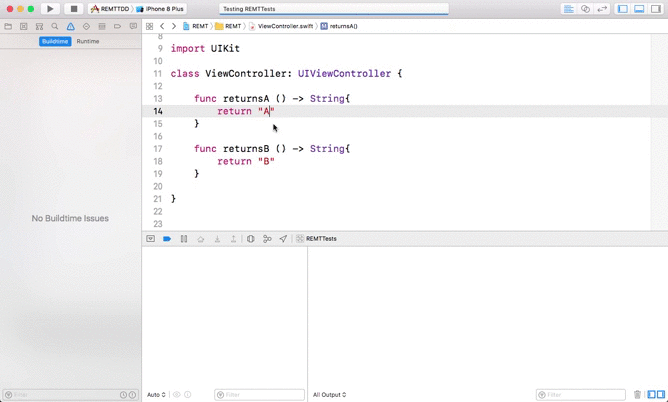 REMTTDD
iPhone 8 Plus
Testing REMTTests
REMT
REMT
ViewController.swift
M
returnsA()
Buildtime
Runtime
8
9 import UIKit
10
11 class ViewController: UIViewController {
12
13 func returnsA () -> String{
14 return "A"
15 }
16
17 func returnsB () -> String{
18 return "B"
19 }
20
21 }
22
23
No Buildtime Issues
REMTTests
Filter
Auto
Filter
All Output
Filter